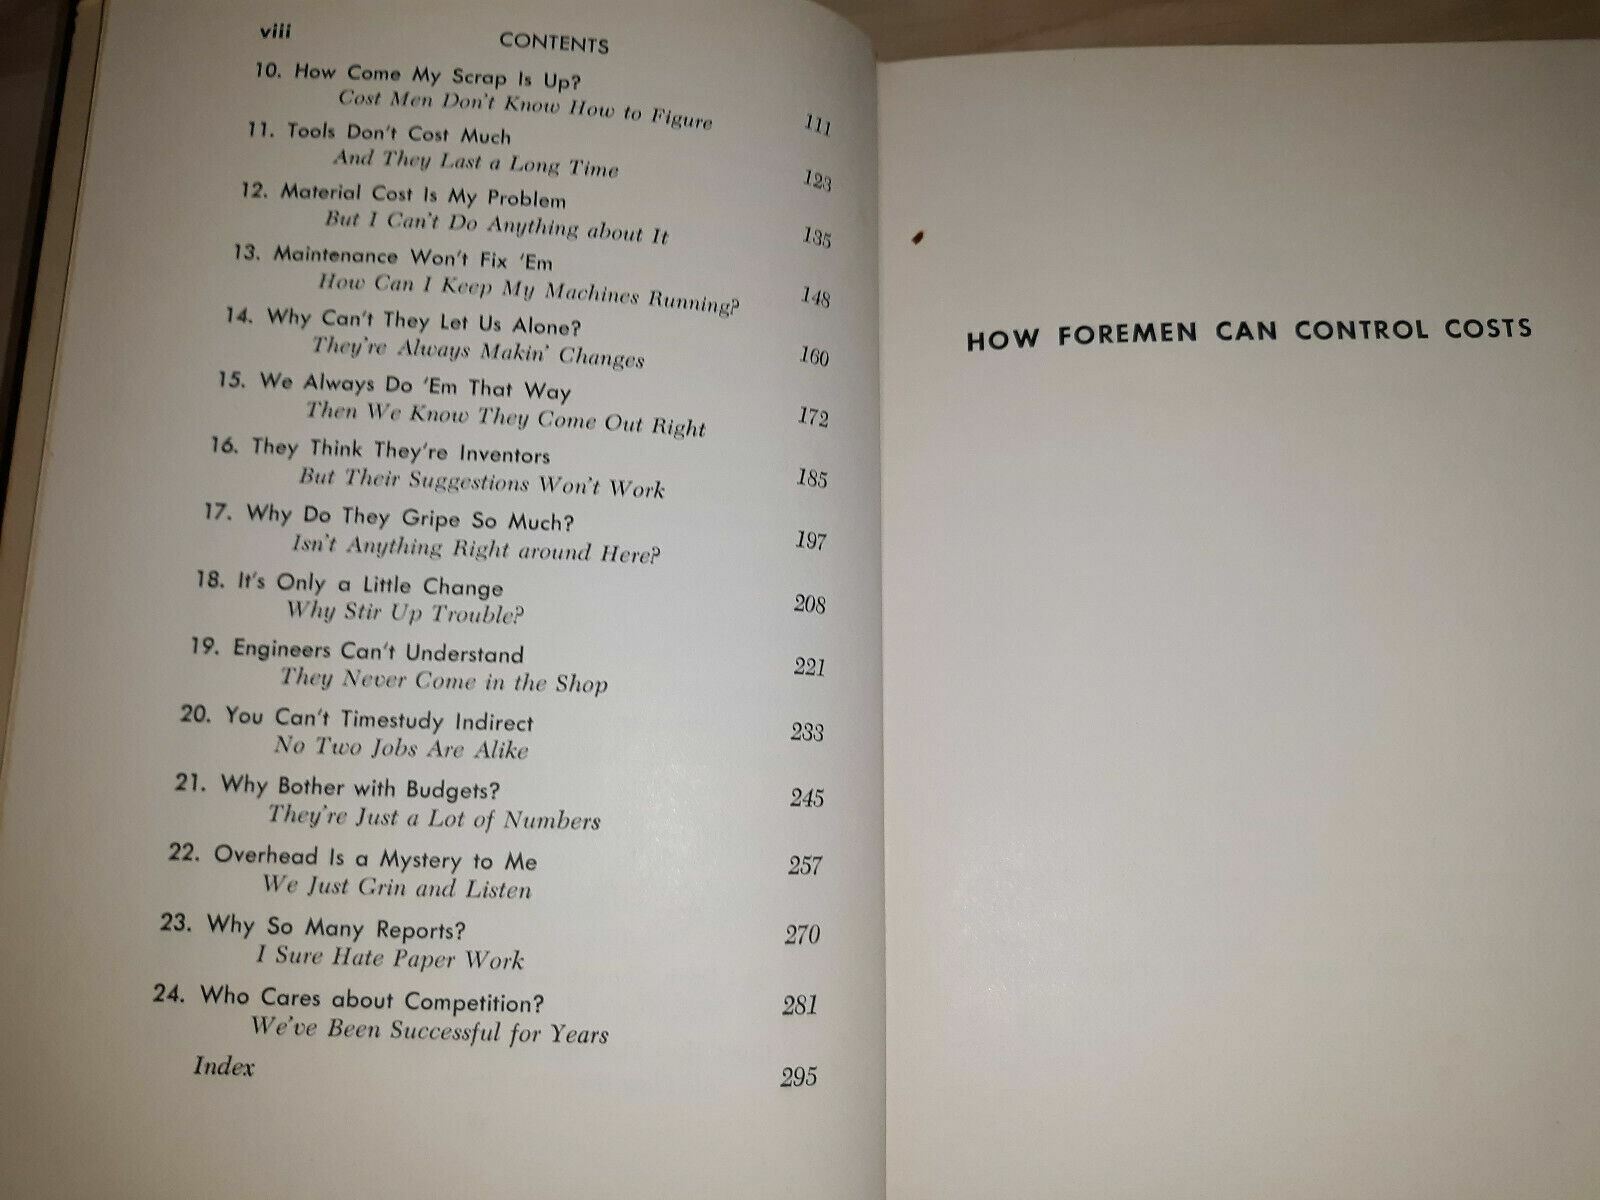 viii CONTENTS
10. How Come My Scrap Is Up?
Cost Men Don't Know How to Figure 111
11. Tools Don't Cost Much
And They Last a Long Time 123
12. Material Cost Is My Problem
But I Can't Do Anything about It 135
13. Maintenance Won't Fix 'Em
How Can I Keep My Machines Running? 148
14. Why Can't They Let Us Alone?
They're Always Makin' Changes 160
15. We Always Do 'Em That Way
Then We Know They Come Out Right 172
16. They Think They're Inventors
But Their Suggestions Won't Work 185
17. Why Do They Gripe So Much?
Isn't Anything Right around Here? 197
18. It's Only a Little Change
Why Stir Up Trouble? 208
19. Engineers Can't Understand
They Never Come in the Shop 221
20. You Can't Timestudy Indirect
No Two Jobs Are Alike 233
21. Why Bother with Budgets?
They're Just a Lot of Numbers 245
22. Overhead Is a Mystery to Me
We Just Grin and Listen 257
23. Why So Many Reports?
I Sure Hate Paper Work 270
24. Who Cares about Competition?
We've Been Successful for Years 281
Index 295
HOW FOREMEN CAN CONTROL COSTS